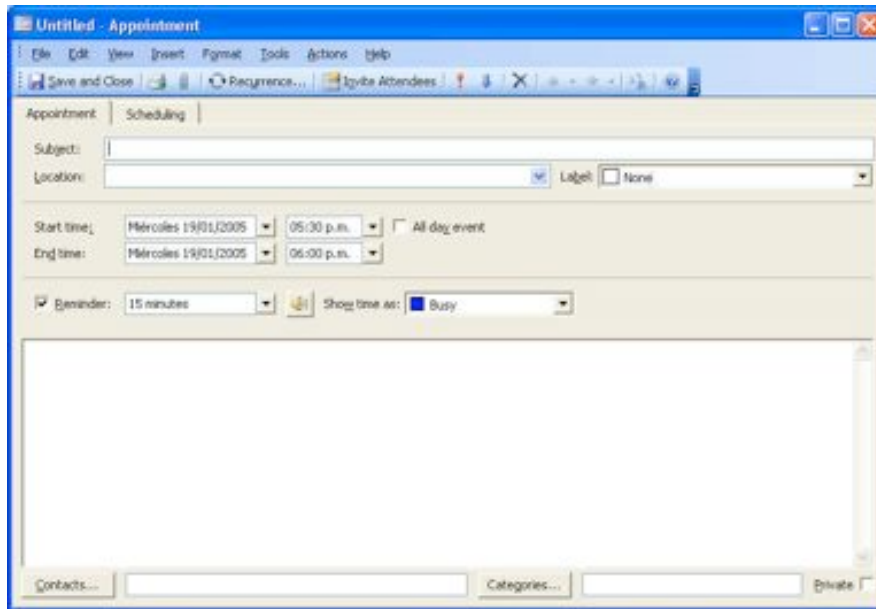 Untitled - Appointment
File Edit View Insert Format Tools Actions Help
Save and Close Recurrence... Invite Attendees
Appointment Scheduling
Subject:
Location: Label: None
Start time: Miércoles 19/01/2005 05:30 p.m. All day event
End time: Miércoles 19/01/2005 06:00 p.m.
Reminder: 15 minutes Show time as: Busy
Contacts... Categories... Private